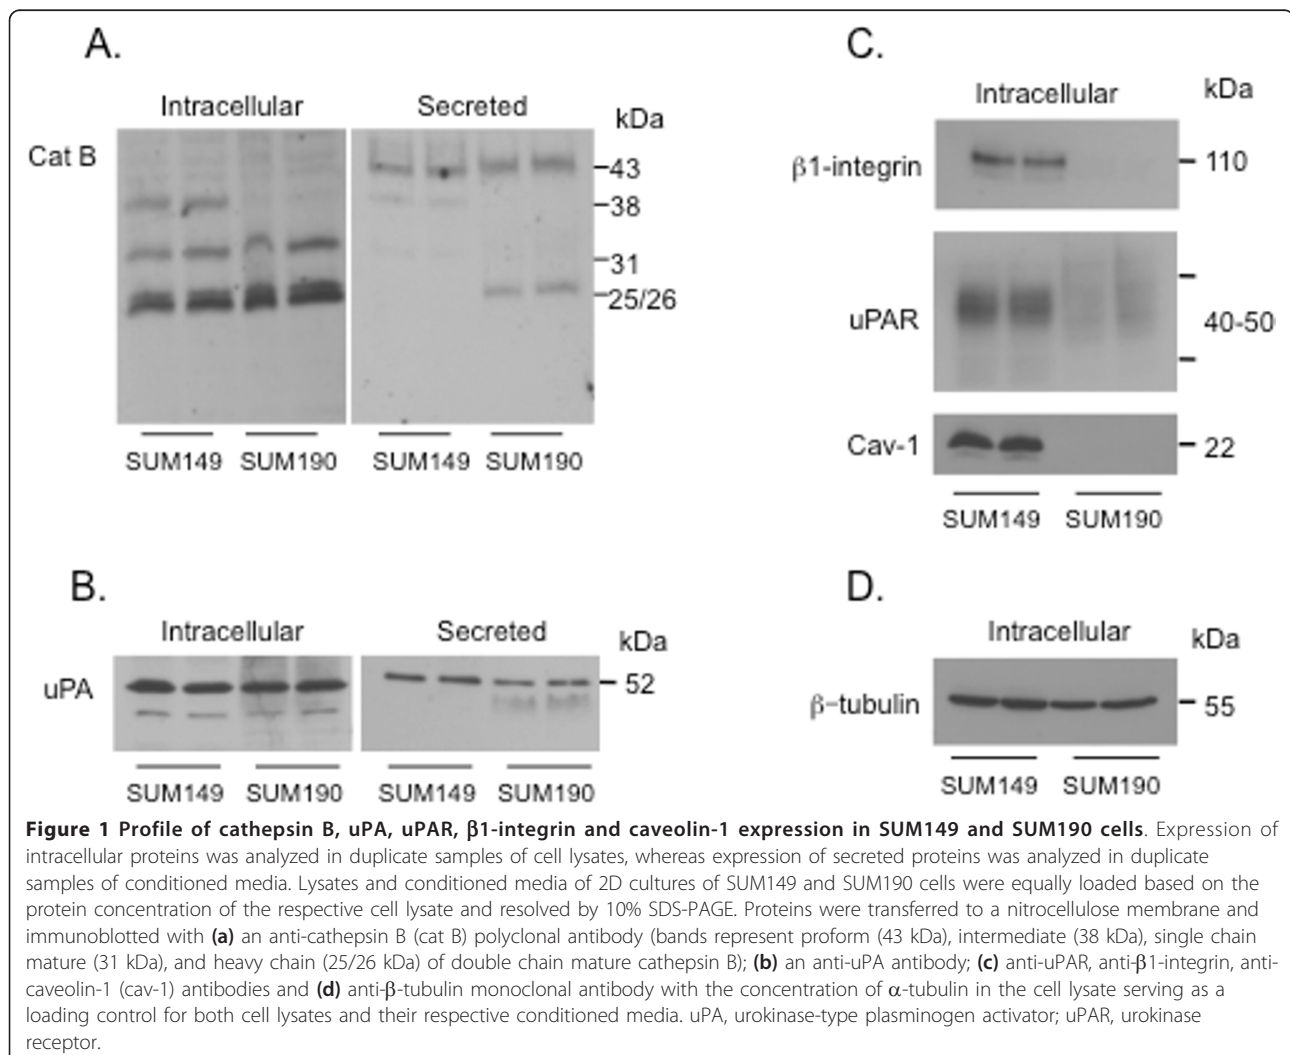 A.
Intracellular
Secreted
kDa
Cat B
43
38
31
25/26
SUM149
SUM190
SUM149
SUM190
B.
Intracellular
Secreted
kDa
uPA
52
SUM149
SUM190
SUM149
SUM190
C.
Intracellular
kDa
β1-integrin
110
uPAR
40-50
Cav-1
22
SUM149
SUM190
D.
Intracellular
kDa
β-tubulin
55
SUM149
SUM190
Figure 1 Profile of cathepsin B, uPA, uPAR, β1-integrin and caveolin-1 expression in SUM149 and SUM190 cells. Expression of
intracellular proteins was analyzed in duplicate samples of cell lysates, whereas expression of secreted proteins was analyzed in duplicate
samples of conditioned media. Lysates and conditioned media of 2D cultures of SUM149 and SUM190 cells were equally loaded based on the
protein concentration of the respective cell lysate and resolved by 10% SDS-PAGE. Proteins were transferred to a nitrocellulose membrane and
immunoblotted with (a) an anti-cathepsin B (cat B) polyclonal antibody (bands represent proform (43 kDa), intermediate (38 kDa), single chain
mature (31 kDa), and heavy chain (25/26 kDa) of double chain mature cathepsin B); (b) an anti-uPA antibody; (c) anti-uPAR, anti-β1-integrin, anti-
caveolin-1 (cav-1) antibodies and (d) anti-β-tubulin monoclonal antibody with the concentration of α-tubulin in the cell lysate serving as a
loading control for both cell lysates and their respective conditioned media. uPA, urokinase-type plasminogen activator; uPAR, urokinase
receptor.